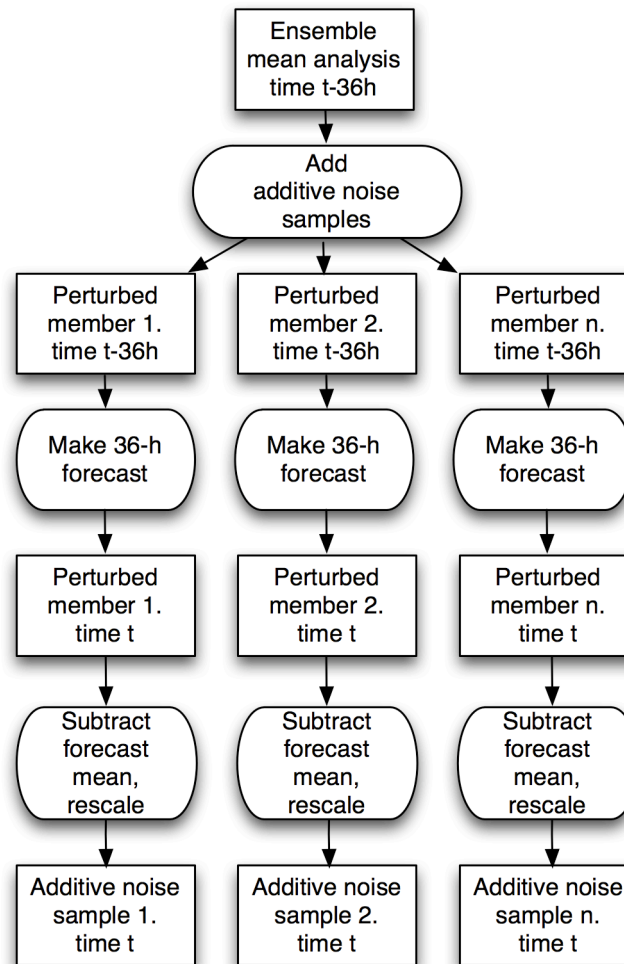 Ensemble
mean analysis
time t-36h
Add
additive noise
samples
Perturbed
member 1.
time t-36h
Perturbed
member 2.
time t-36h
Perturbed
member n.
time t-36h
Make 36-h
forecast
Make 36-h
forecast
Make 36-h
forecast
Perturbed
member 1.
time t
Perturbed
member 2.
time t
Perturbed
member n.
time t
Subtract
forecast
mean,
rescale
Subtract
forecast
mean,
rescale
Subtract
forecast
mean,
rescale
Additive noise
sample 1.
time t
Additive noise
sample 2.
time t
Additive noise
sample n.
time t